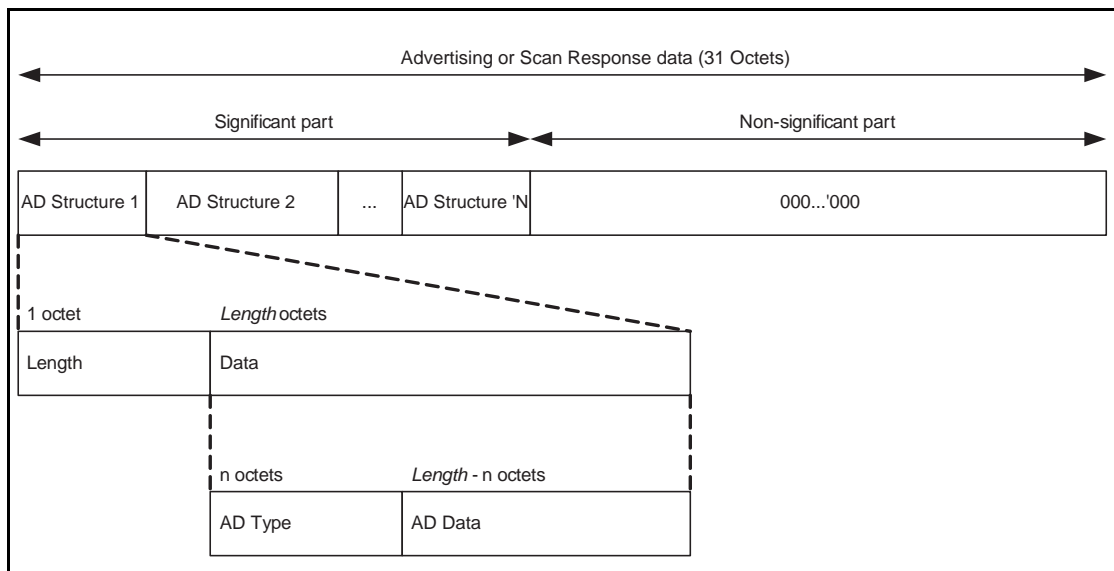 Advertising or Scan Response data (31 Octets)
Significant part
Non-significant part
AD Structure 1
AD Structure 2
...
AD Structure 'N
000...'000
1 octet
Length octets
Length
Data
n octets
Length - n octets
AD Type
AD Data